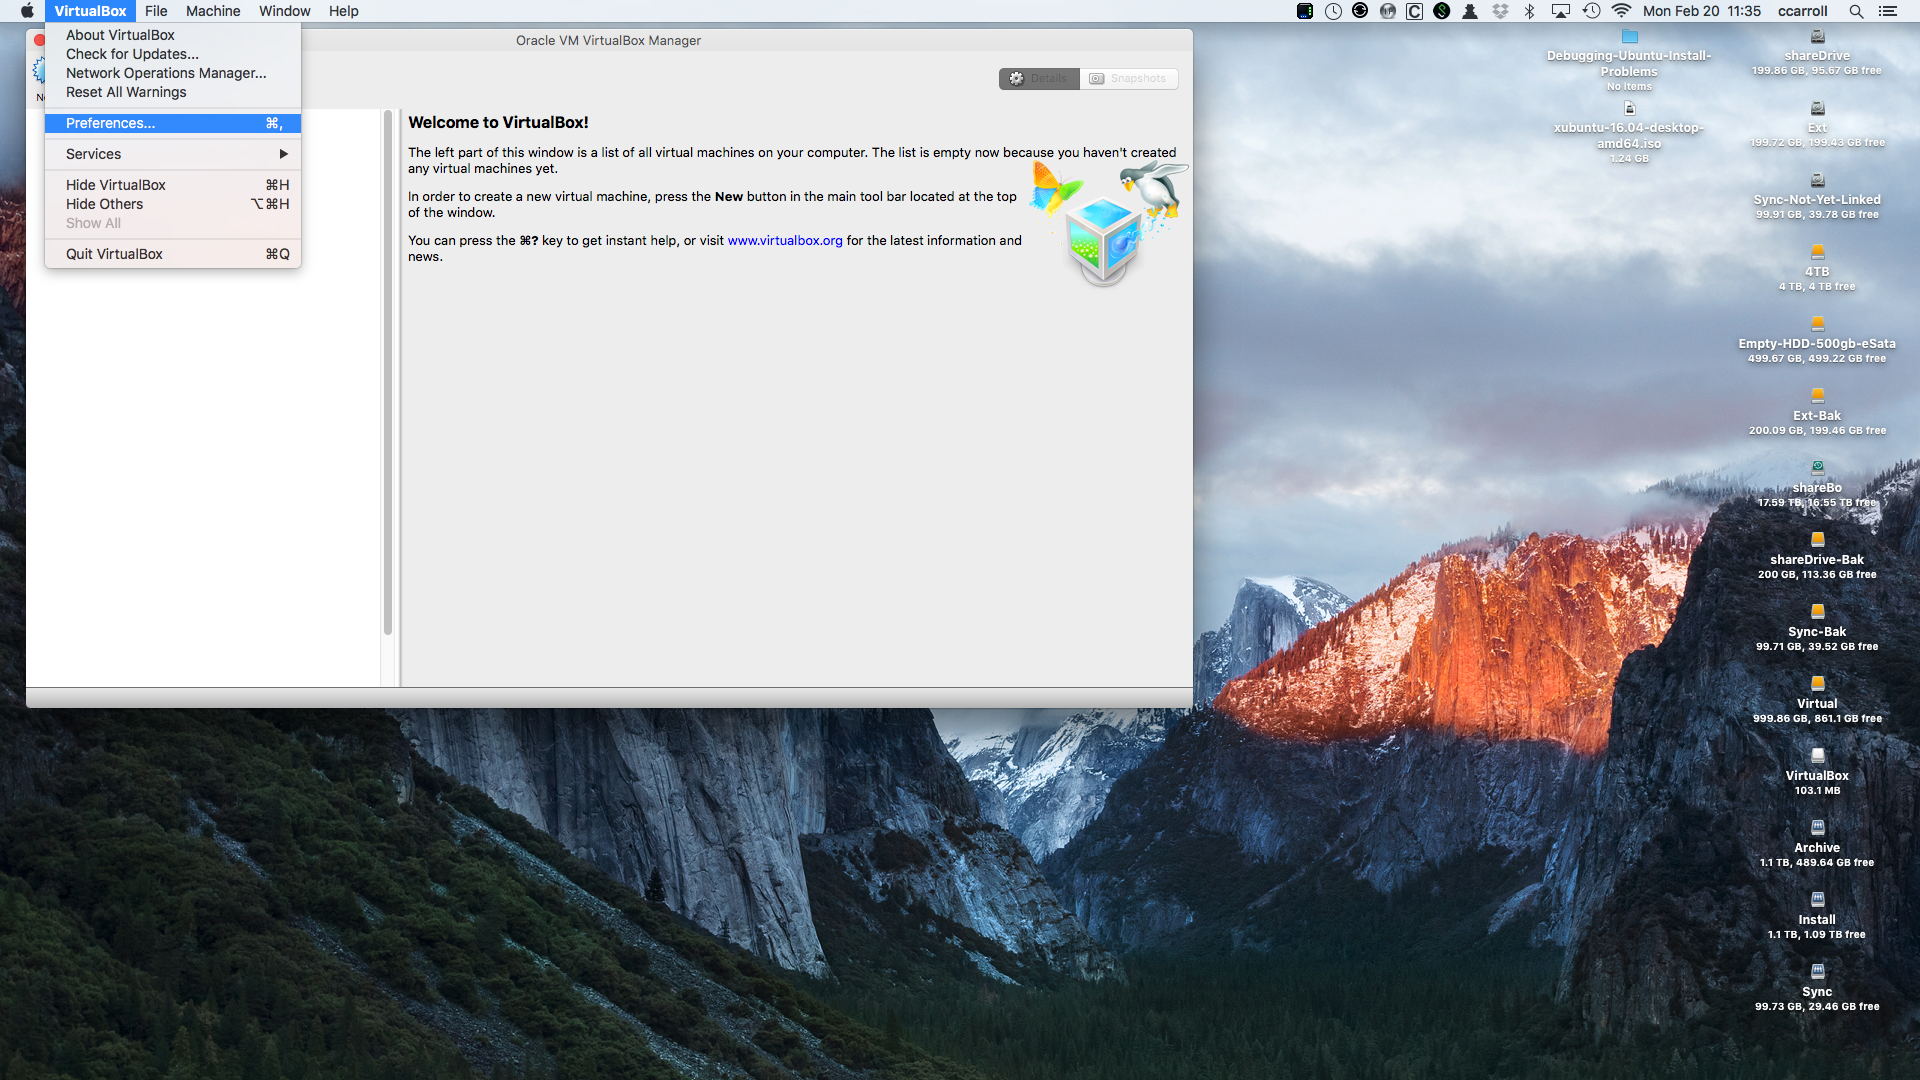 VirtualBox File Machine Window Help
Mon Feb 20 11:35 ccarroll
About VirtualBox
Check for Updates...
Network Operations Manager...
Reset All Warnings
Preferences... ⌘,
Services
Hide VirtualBox ⌘H
Hide Others ⌥⌘H
Show All
Quit VirtualBox ⌘Q
Oracle VM VirtualBox Manager
Details Snapshots
Welcome to VirtualBox!
The left part of this window is a list of all virtual machines on your computer. The list is empty now because you haven't created
any virtual machines yet.
In order to create a new virtual machine, press the New button in the main tool bar located at the top
of the window.
You can press the ⌘? key to get instant help, or visit www.virtualbox.org for the latest information and
news.
Debugging-Ubuntu-Install-
Problems
No Items
xubuntu-16.04-desktop-
amd64.iso
1.24 GB
shareDrive
199.86 GB, 95.67 GB free
Ext
199.72 GB, 199.43 GB free
Sync-Not-Yet-Linked
99.91 GB, 39.78 GB free
4TB
4 TB, 4 TB free
Empty-HDD-500gb-eSata
499.67 GB, 499.22 GB free
Ext-Bak
200.09 GB, 199.46 GB free
shareBo
17.59 TB, 16.55 TB free
shareDrive-Bak
200 GB, 113.36 GB free
Sync-Bak
99.71 GB, 39.52 GB free
Virtual
999.86 GB, 861.1 GB free
VirtualBox
103.1 MB
Archive
1.1 TB, 489.64 GB free
Install
1.1 TB, 1.09 TB free
Sync
99.73 GB, 29.46 GB free